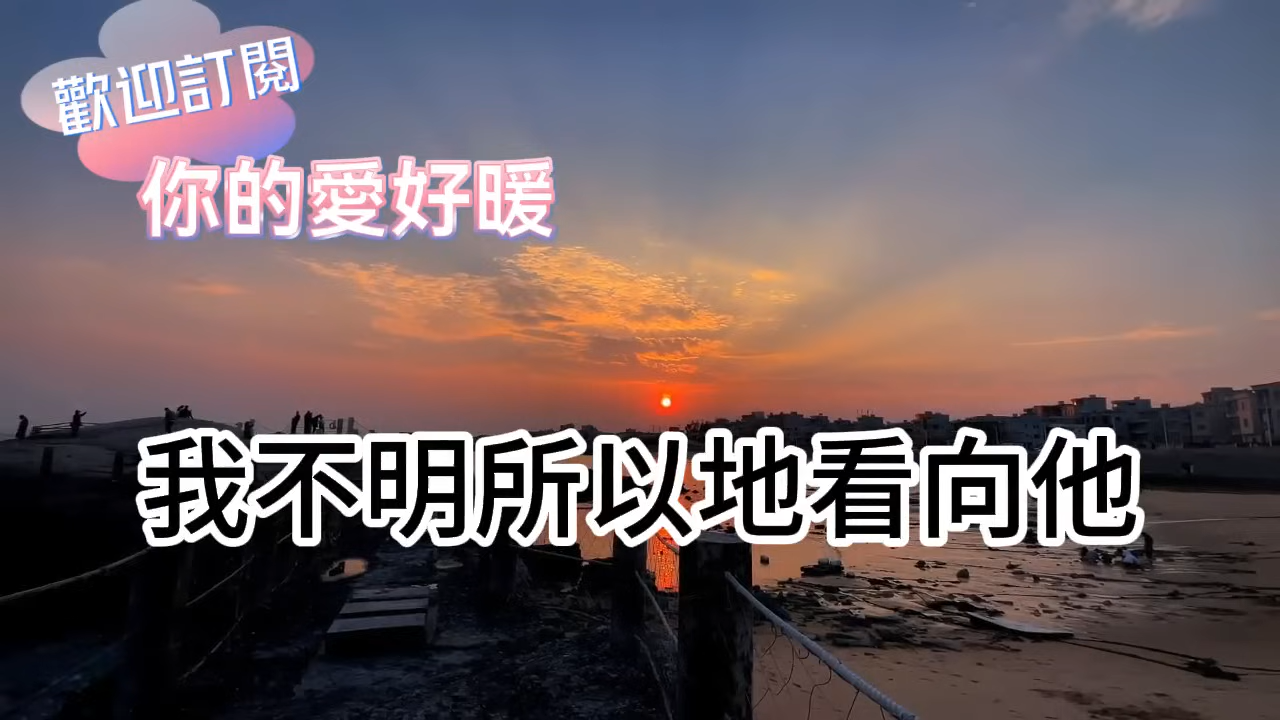 歡迎訂閱
你的愛好暖
我不明所以地看向他